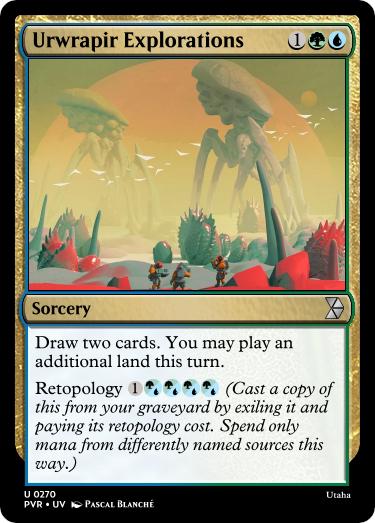 Urwrapir Explorations 1
Sorcery
Draw two cards. You may play an
additional land this turn.
Retopology 1 (Cast a copy of
this from your graveyard by exiling it and
paying its retopology cost. Spend only
mana from differently named sources this
way.)
U 0270
PVR • UV Pascal Blanché
Utaha